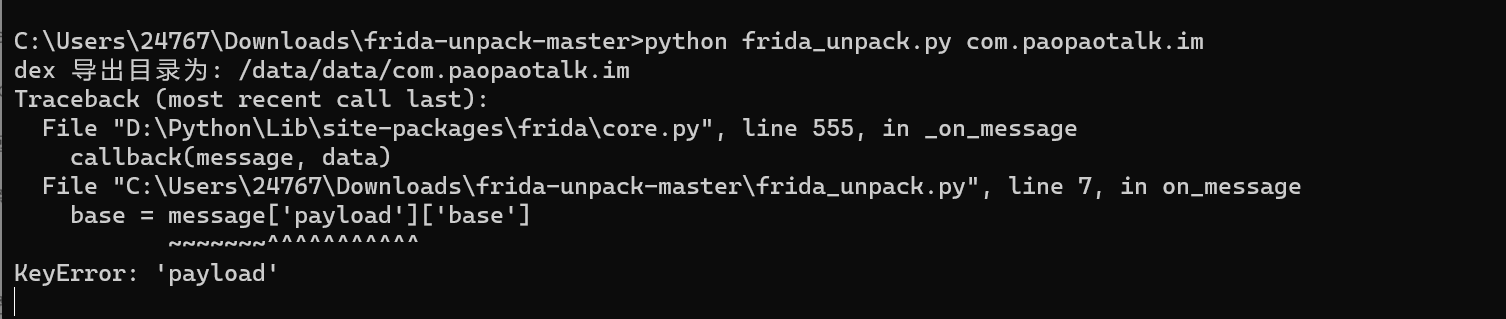 C:\Users\24767\Downloads\frida-unpack-master>python frida_unpack.py com.paopaotalk.im
dex 导出目录为: /data/data/com.paopaotalk.im
Traceback (most recent call last):
  File "D:\Python\Lib\site-packages\frida\core.py", line 555, in _on_message
    callback(message, data)
  File "C:\Users\24767\Downloads\frida-unpack-master\frida_unpack.py", line 7, in on_message
    base = message['payload']['base']
           ~~~~~~~^^^^^^^^^^^
KeyError: 'payload'